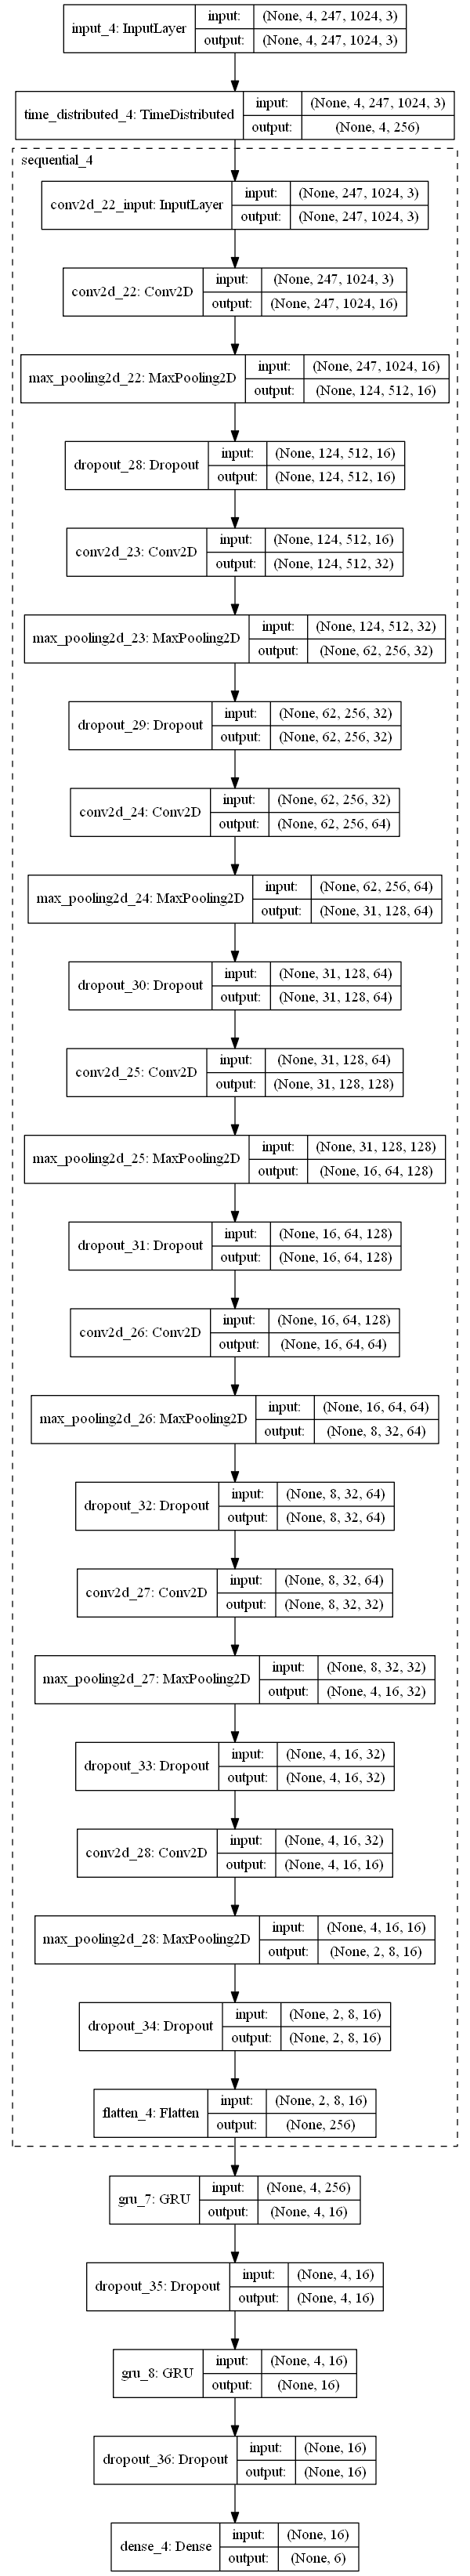 input_4: InputLayer
input: (None, 4, 247, 1024, 3)
output: (None, 4, 247, 1024, 3)
time_distributed_4: TimeDistributed
input: (None, 4, 247, 1024, 3)
output: (None, 4, 256)
sequential_4
conv2d_22_input: InputLayer
input: (None, 247, 1024, 3)
output: (None, 247, 1024, 3)
conv2d_22: Conv2D
input: (None, 247, 1024, 3)
output: (None, 247, 1024, 16)
max_pooling2d_22: MaxPooling2D
input: (None, 247, 1024, 16)
output: (None, 124, 512, 16)
dropout_28: Dropout
input: (None, 124, 512, 16)
output: (None, 124, 512, 16)
conv2d_23: Conv2D
input: (None, 124, 512, 16)
output: (None, 124, 512, 32)
max_pooling2d_23: MaxPooling2D
input: (None, 124, 512, 32)
output: (None, 62, 256, 32)
dropout_29: Dropout
input: (None, 62, 256, 32)
output: (None, 62, 256, 32)
conv2d_24: Conv2D
input: (None, 62, 256, 32)
output: (None, 62, 256, 64)
max_pooling2d_24: MaxPooling2D
input: (None, 62, 256, 64)
output: (None, 31, 128, 64)
dropout_30: Dropout
input: (None, 31, 128, 64)
output: (None, 31, 128, 64)
conv2d_25: Conv2D
input: (None, 31, 128, 64)
output: (None, 31, 128, 128)
max_pooling2d_25: MaxPooling2D
input: (None, 31, 128, 128)
output: (None, 16, 64, 128)
dropout_31: Dropout
input: (None, 16, 64, 128)
output: (None, 16, 64, 128)
conv2d_26: Conv2D
input: (None, 16, 64, 128)
output: (None, 16, 64, 64)
max_pooling2d_26: MaxPooling2D
input: (None, 16, 64, 64)
output: (None, 8, 32, 64)
dropout_32: Dropout
input: (None, 8, 32, 64)
output: (None, 8, 32, 64)
conv2d_27: Conv2D
input: (None, 8, 32, 64)
output: (None, 8, 32, 32)
max_pooling2d_27: MaxPooling2D
input: (None, 8, 32, 32)
output: (None, 4, 16, 32)
dropout_33: Dropout
input: (None, 4, 16, 32)
output: (None, 4, 16, 32)
conv2d_28: Conv2D
input: (None, 4, 16, 32)
output: (None, 4, 16, 16)
max_pooling2d_28: MaxPooling2D
input: (None, 4, 16, 16)
output: (None, 2, 8, 16)
dropout_34: Dropout
input: (None, 2, 8, 16)
output: (None, 2, 8, 16)
flatten_4: Flatten
input: (None, 2, 8, 16)
output: (None, 256)
gru_7: GRU
input: (None, 4, 256)
output: (None, 4, 16)
dropout_35: Dropout
input: (None, 4, 16)
output: (None, 4, 16)
gru_8: GRU
input: (None, 4, 16)
output: (None, 16)
dropout_36: Dropout
input: (None, 16)
output: (None, 16)
dense_4: Dense
input: (None, 16)
output: (None, 6)